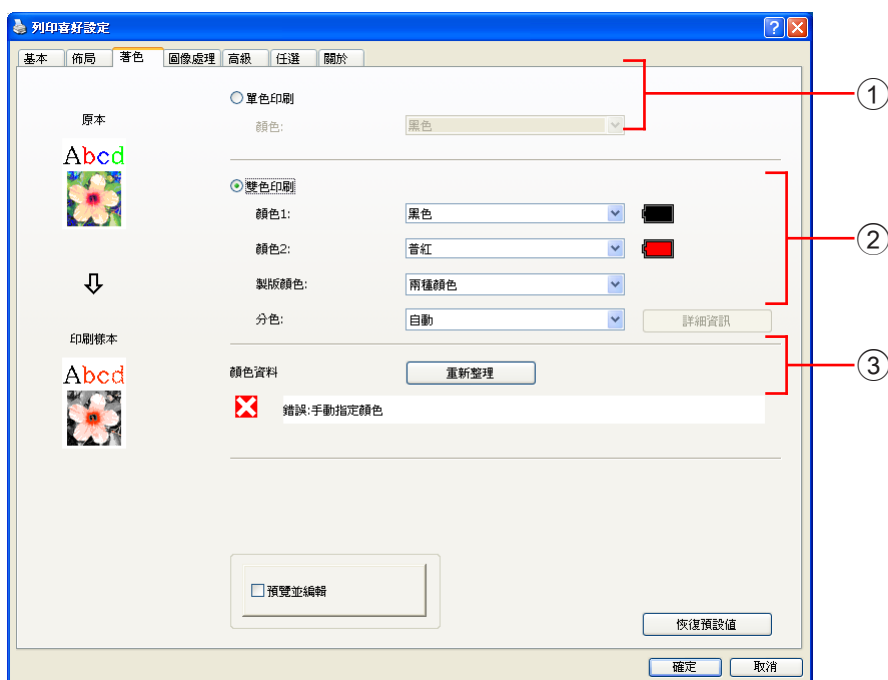 列印喜好設定
基本 佈局 著色 圖像處理 高級 任選 關於
原本
Abcd
印刷樣本
Abcd
單色印刷
顏色: 黑色
雙色印刷
顏色1: 黑色
顏色2: 普紅
製版顏色: 兩種顏色
分色: 自動 詳細資訊
顏色資料 重新整理
錯誤:手動指定顏色
預覽並編輯
恢復預設值
確定 取消
①
②
③